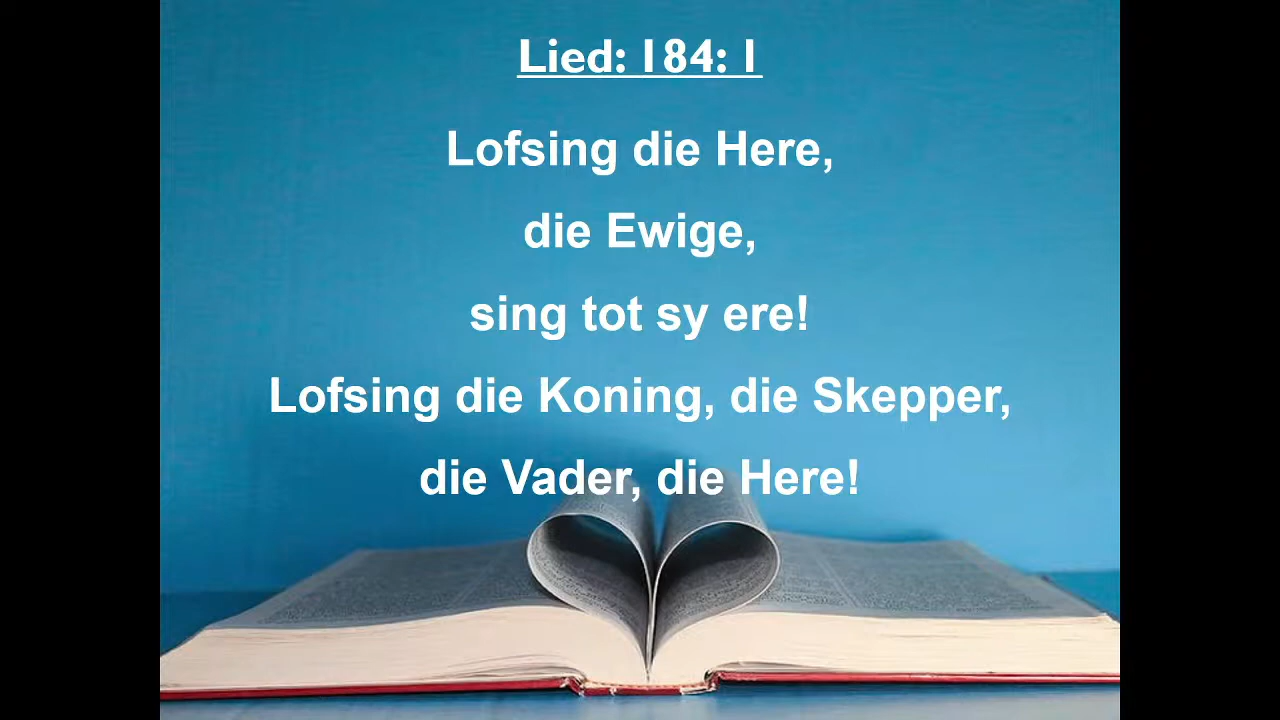 Lied: 184: 1
Lofsing die Here,
die Ewige,
sing tot sy ere!
Lofsing die Koning, die Skepper,
die Vader, die Here!